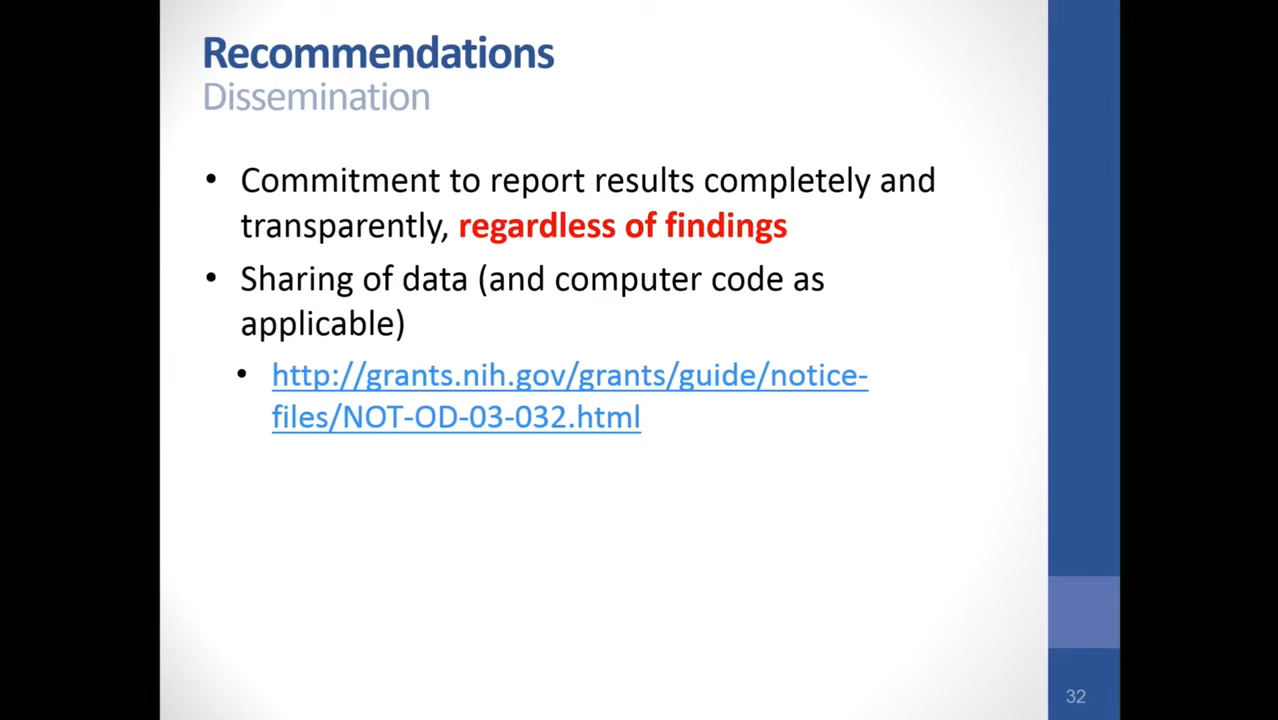 Recommendations
Dissemination
• Commitment to report results completely and
transparently, regardless of findings
• Sharing of data (and computer code as
applicable)
• http://grants.nih.gov/grants/guide/notice-
files/NOT-OD-03-032.html
32